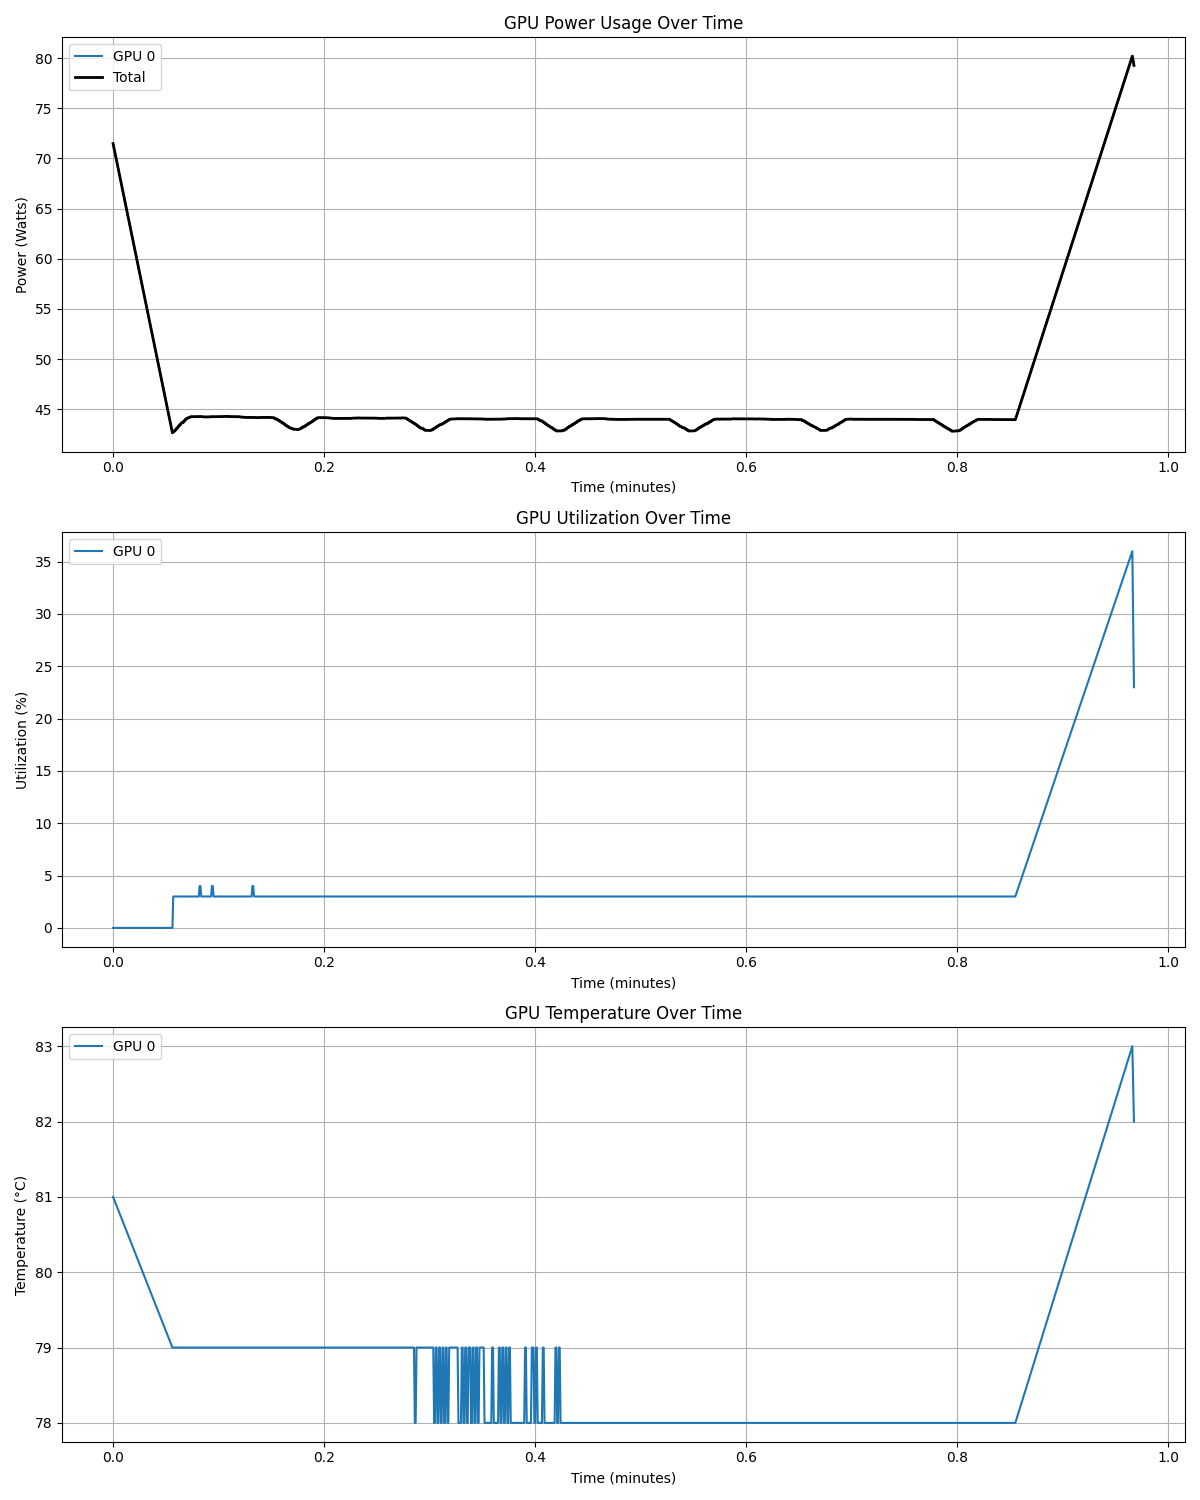 GPU Power Usage Over Time
GPU 0
Total
80
75
70
65
60
55
50
45
Power (Watts)
0.0 0.2 0.4 0.6 0.8 1.0
Time (minutes)
GPU Utilization Over Time
GPU 0
35
30
25
20
15
10
5
0
Utilization (%)
0.0 0.2 0.4 0.6 0.8 1.0
Time (minutes)
GPU Temperature Over Time
GPU 0
83
82
81
80
79
78
Temperature (°C)
0.0 0.2 0.4 0.6 0.8 1.0
Time (minutes)